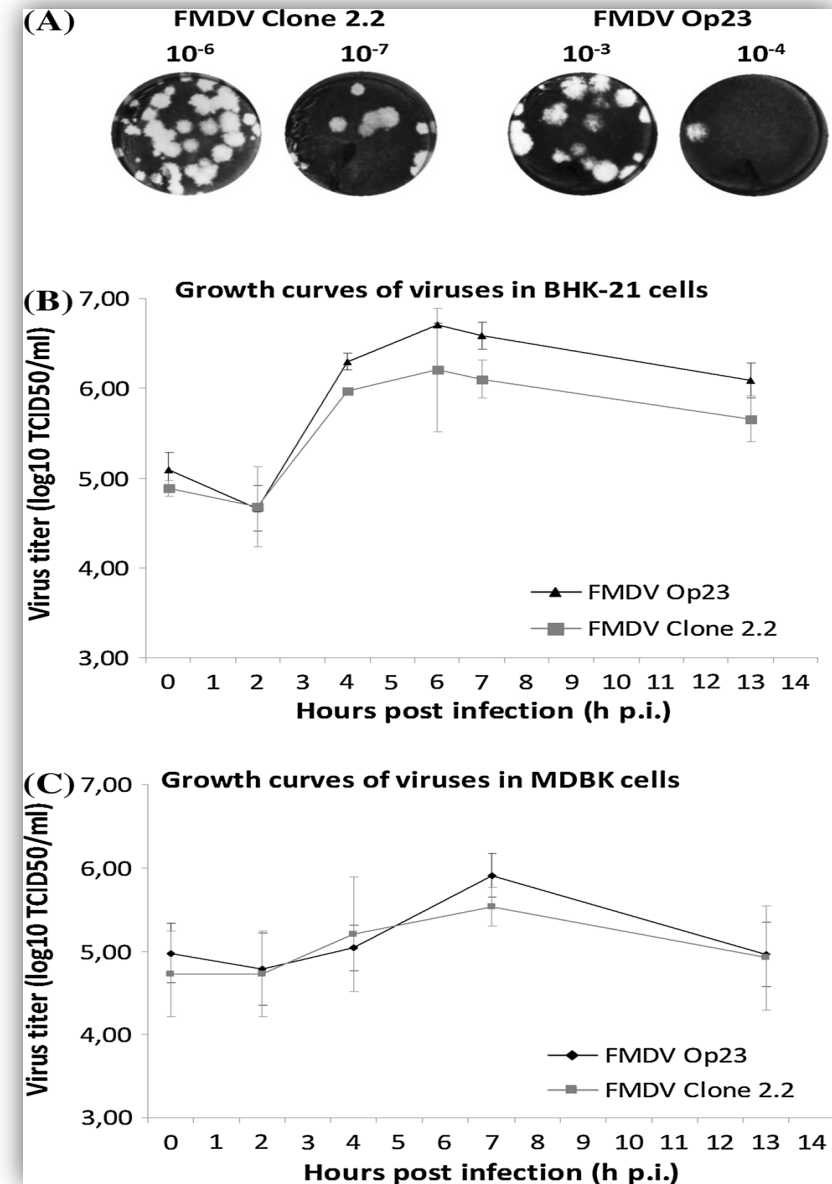 (A) FMDV Clone 2.2 FMDV Op23
10-6 10-7 10-3 10-4
(B) Growth curves of viruses in BHK-21 cells
Virus titer (log10 TCID50/ml)
7,00
6,00
5,00
4,00
3,00
FMDV Op23
FMDV Clone 2.2
0 1 2 3 4 6 7 8 9 10 11 12 13 14
Hours post infection (h p.i.)
(C) Growth curves of viruses in MDBK cells
Virus titer (log10 TCID50/ml)
7,00
6,00
5,00
4,00
3,00
FMDV Op23
FMDV Clone 2.2
0 1 2 3 4 5 6 7 8 9 10 11 12 13 14
Hours post infection (h p.i.)